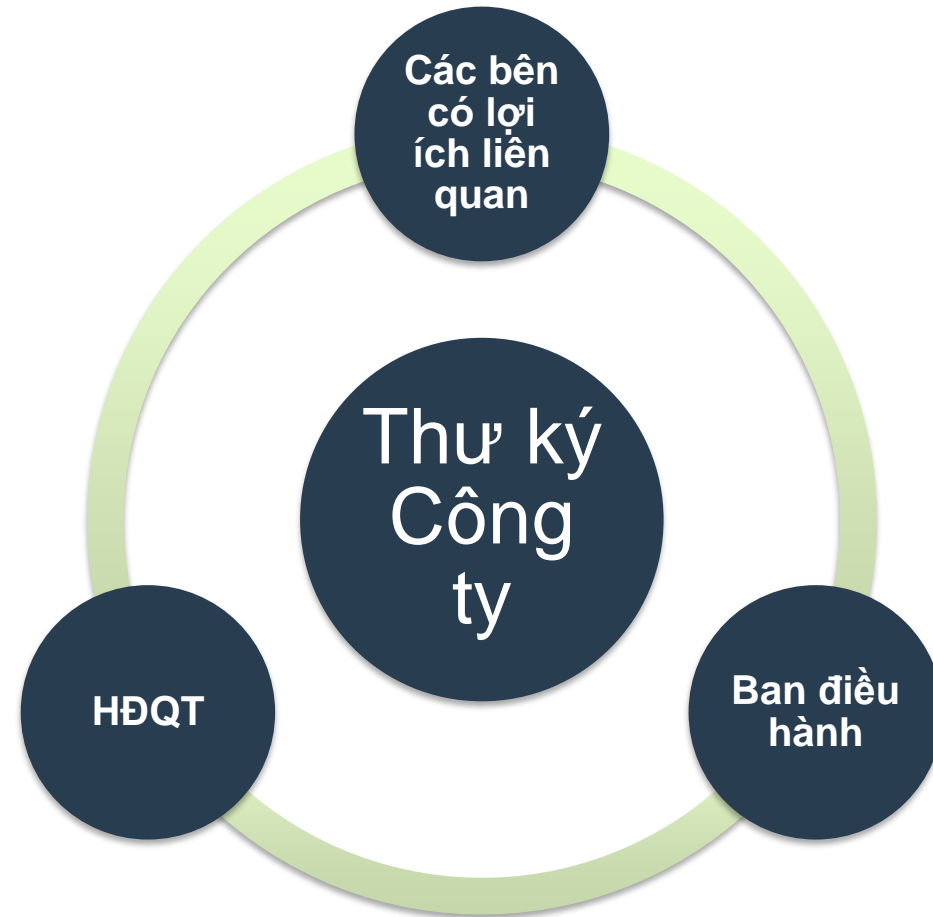 Các bên
có lợi
ích liên
quan
Thư ký
Công
ty
HĐQT
Ban điều
hành